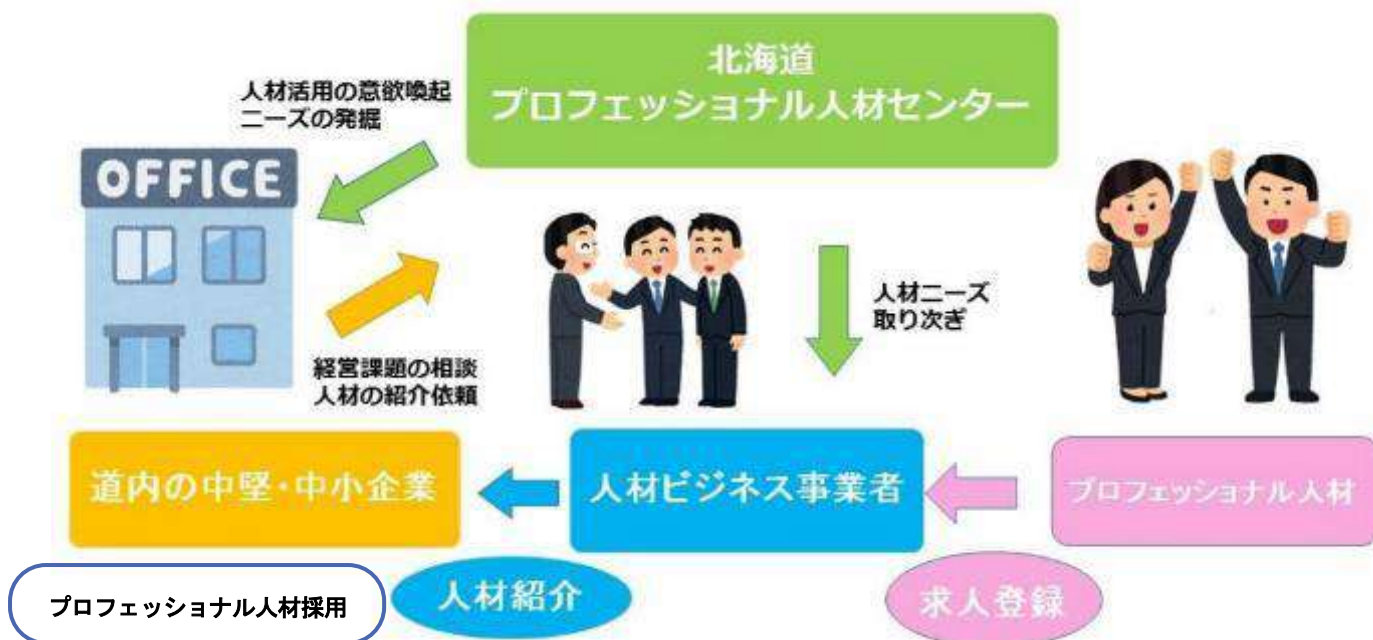 北海道
プロフェッショナル人材センター
人材活用の意欲喚起
ニーズの発掘
OFFICE
人材ニーズ
取り次ぎ
経営課題の相談
人材の紹介依頼
道内の中堅・中小企業
人材ビジネス事業者
プロフェッショナル人材
プロフェッショナル人材採用
人材紹介
求人登録